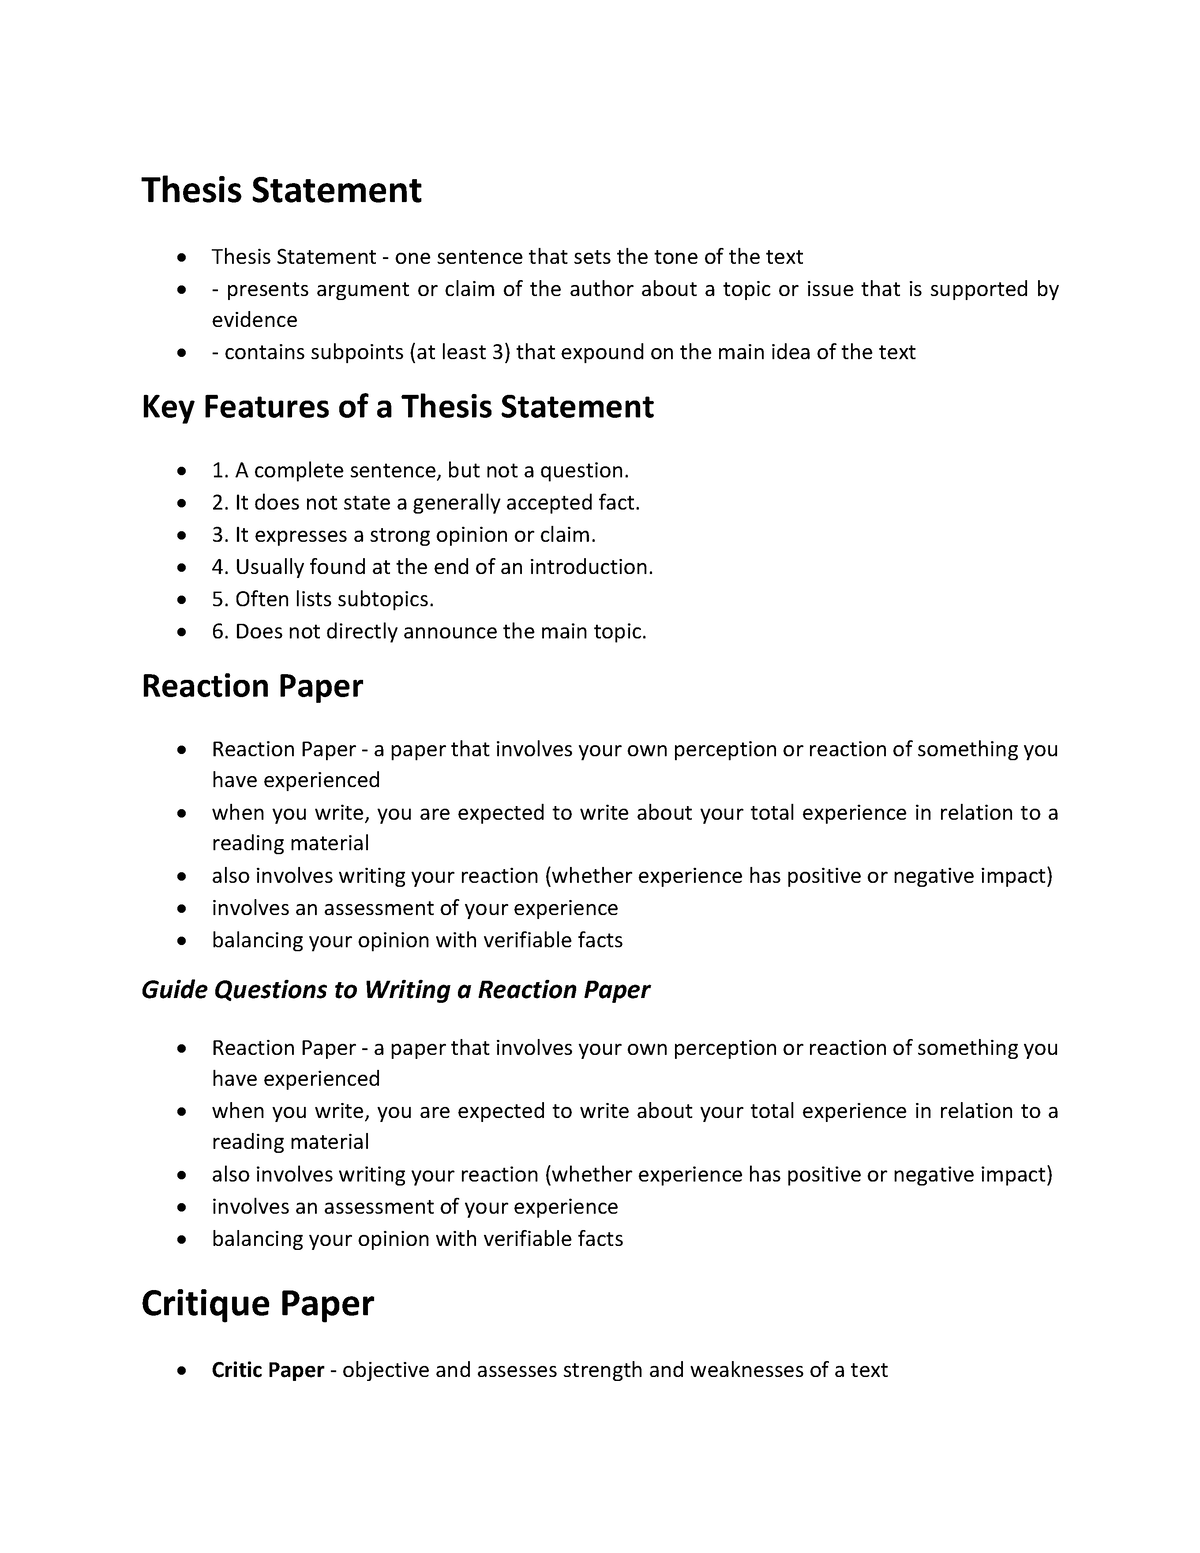 Thesis Statement
• Thesis Statement - one sentence that sets the tone of the text
• - presents argument or claim of the author about a topic or issue that is supported by
evidence
• - contains subpoints (at least 3) that expound on the main idea of the text
Key Features of a Thesis Statement
• 1. A complete sentence, but not a question.
• 2. It does not state a generally accepted fact.
• 3. It expresses a strong opinion or claim.
• 4. Usually found at the end of an introduction.
• 5. Often lists subtopics.
• 6. Does not directly announce the main topic.
Reaction Paper
• Reaction Paper - a paper that involves your own perception or reaction of something you
have experienced
• when you write, you are expected to write about your total experience in relation to a
reading material
• also involves writing your reaction (whether experience has positive or negative impact)
• involves an assessment of your experience
• balancing your opinion with verifiable facts
Guide Questions to Writing a Reaction Paper
• Reaction Paper - a paper that involves your own perception or reaction of something you
have experienced
• when you write, you are expected to write about your total experience in relation to a
reading material
• also involves writing your reaction (whether experience has positive or negative impact)
• involves an assessment of your experience
• balancing your opinion with verifiable facts
Critique Paper
• Critic Paper - objective and assesses strength and weaknesses of a text